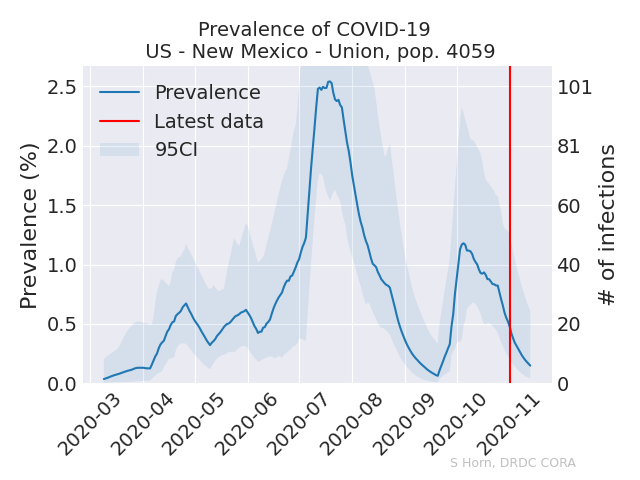 Prevalence of COVID-19
US - New Mexico - Union, pop. 4059
Prevalence (%)
2.5
2.0
1.5
1.0
0.5
0.0
Prevalence
Latest data
95CI
101
81
60
40
20
0
# of infections
2020-03
2020-04
2020-05
2020-06
2020-07
2020-08
2020-09
2020-10
2020-11
S Horn, DRDC CORA